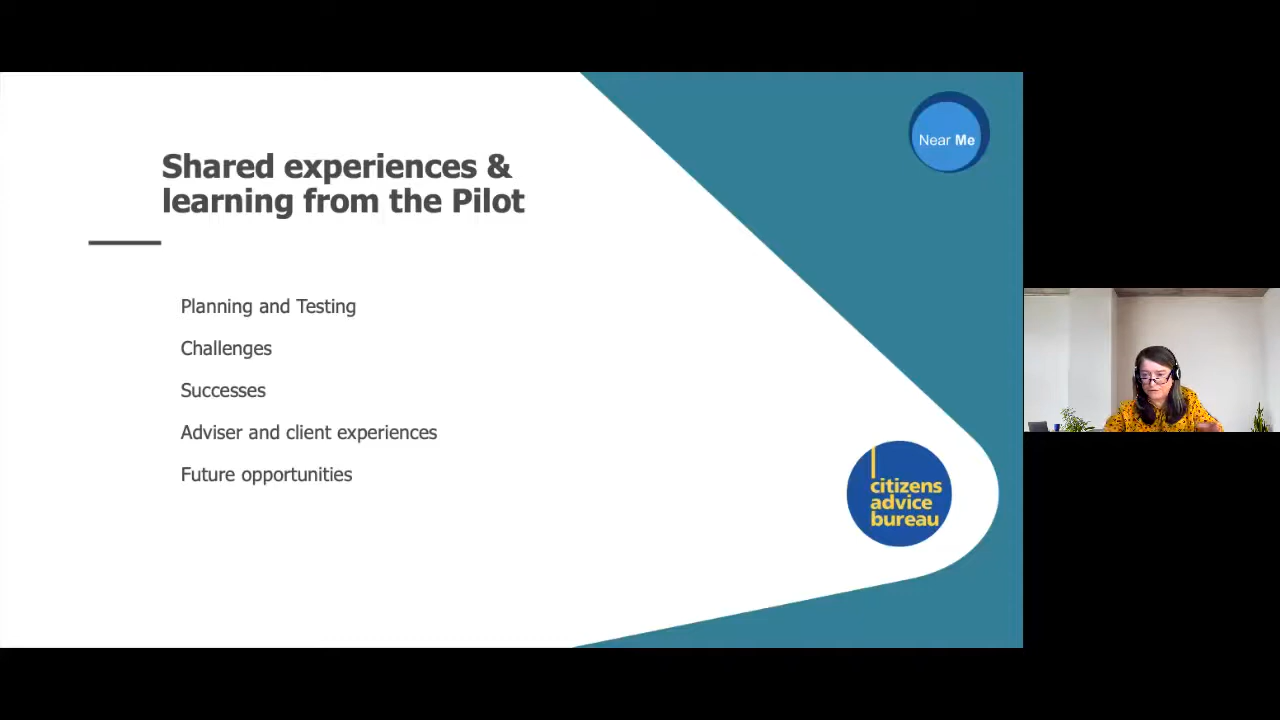 Near Me
Shared experiences &
learning from the Pilot
Planning and Testing
Challenges
Successes
Adviser and client experiences
Future opportunities
citizens
advice
bureau